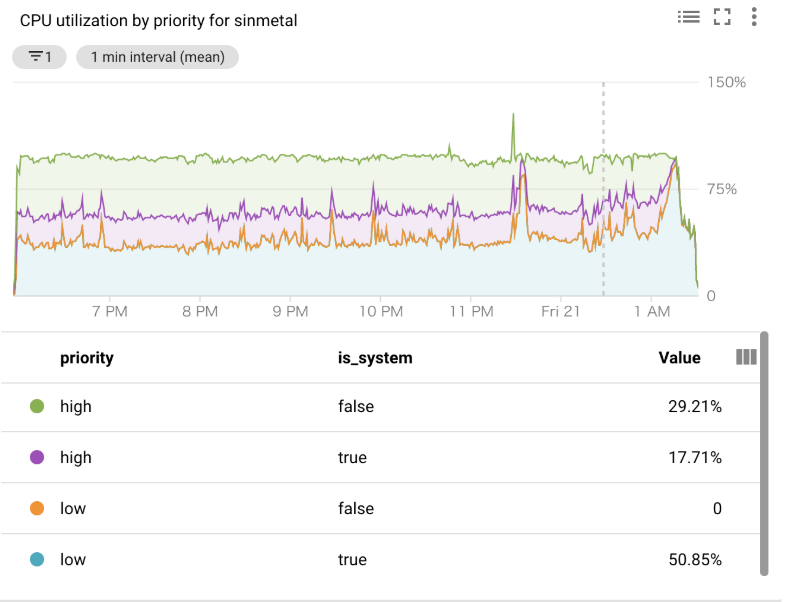 CPU utilization by priority for sinmetal
1 1 min interval (mean)
150%
75%
0
7 PM 8 PM 9 PM 10 PM 11 PM Fri 21 1 AM
priority is_system Value
high false 29.21%
high true 17.71%
low false 0
low true 50.85%